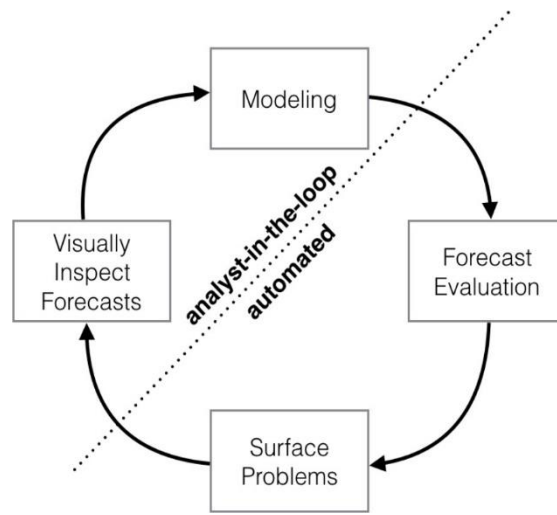 Modeling
analyst-in-the-loop
automated
Visually
Inspect
Forecasts
Forecast
Evaluation
Surface
Problems